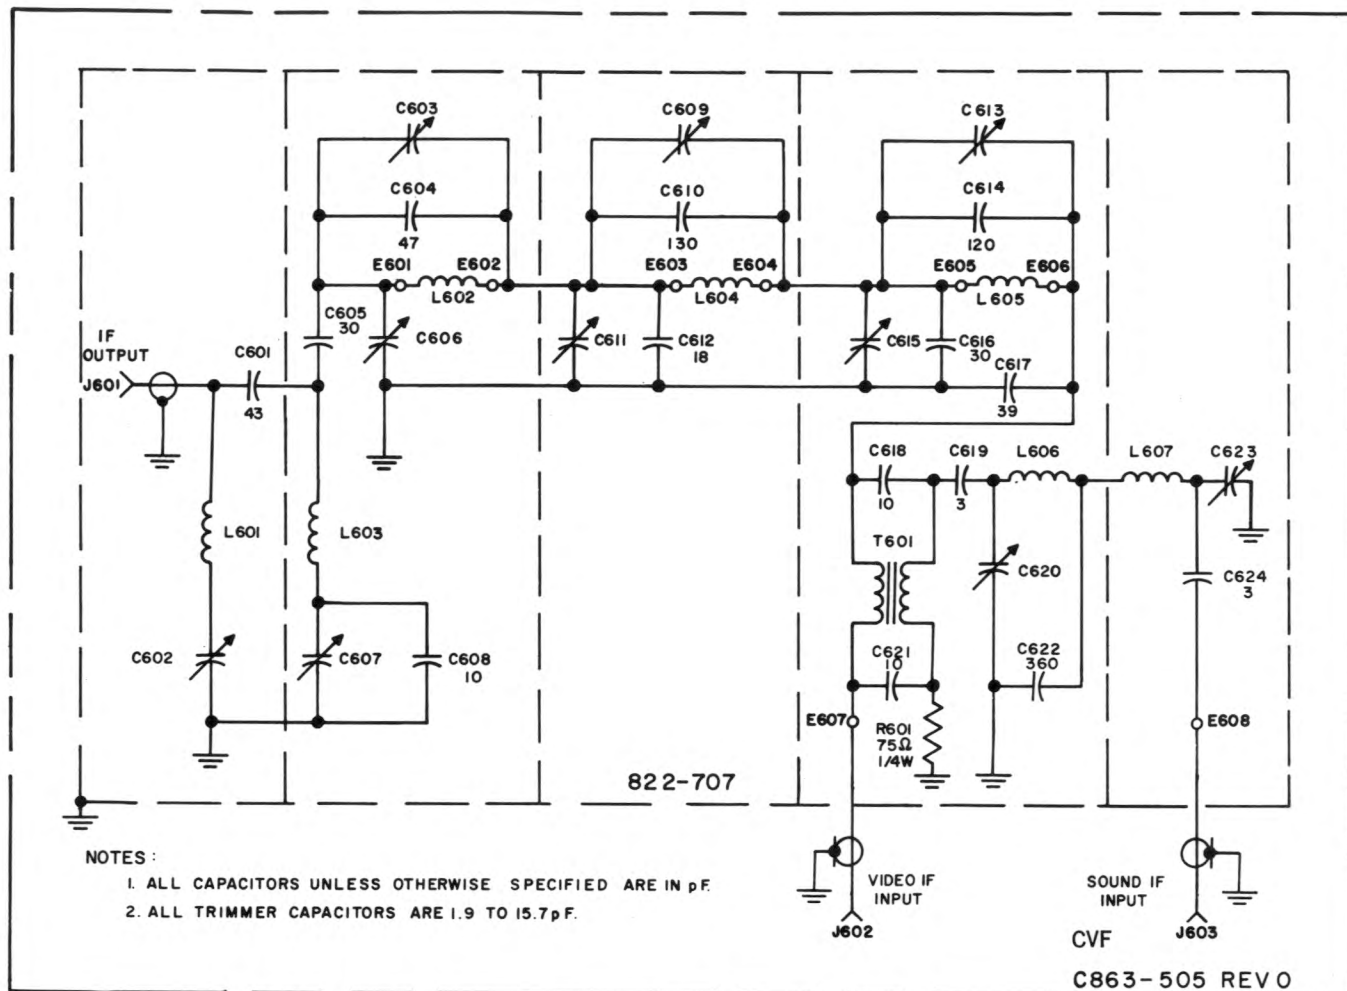 C603
C609
C613
C604
47
C610
130
C614
120
E601
E602
L602
E603
E604
L604
E605
E606
L605
C605
30
C606
C611
C612
18
C615
C616
30
C617
39
IF
OUTPUT
J601
C601
43
C618
10
C619
3
L606
L607
C623
L601
L603
T601
C620
C624
3
C602
C607
C608
10
C621
10
C622
360
E607
R601
75Ω
1/4W
E608
822-707
NOTES:
1. ALL CAPACITORS UNLESS OTHERWISE SPECIFIED ARE IN pF.
2. ALL TRIMMER CAPACITORS ARE 1.9 TO 15.7pF.
VIDEO IF
INPUT
J602
SOUND IF
INPUT
J603
CVF
C863-505 REV 0